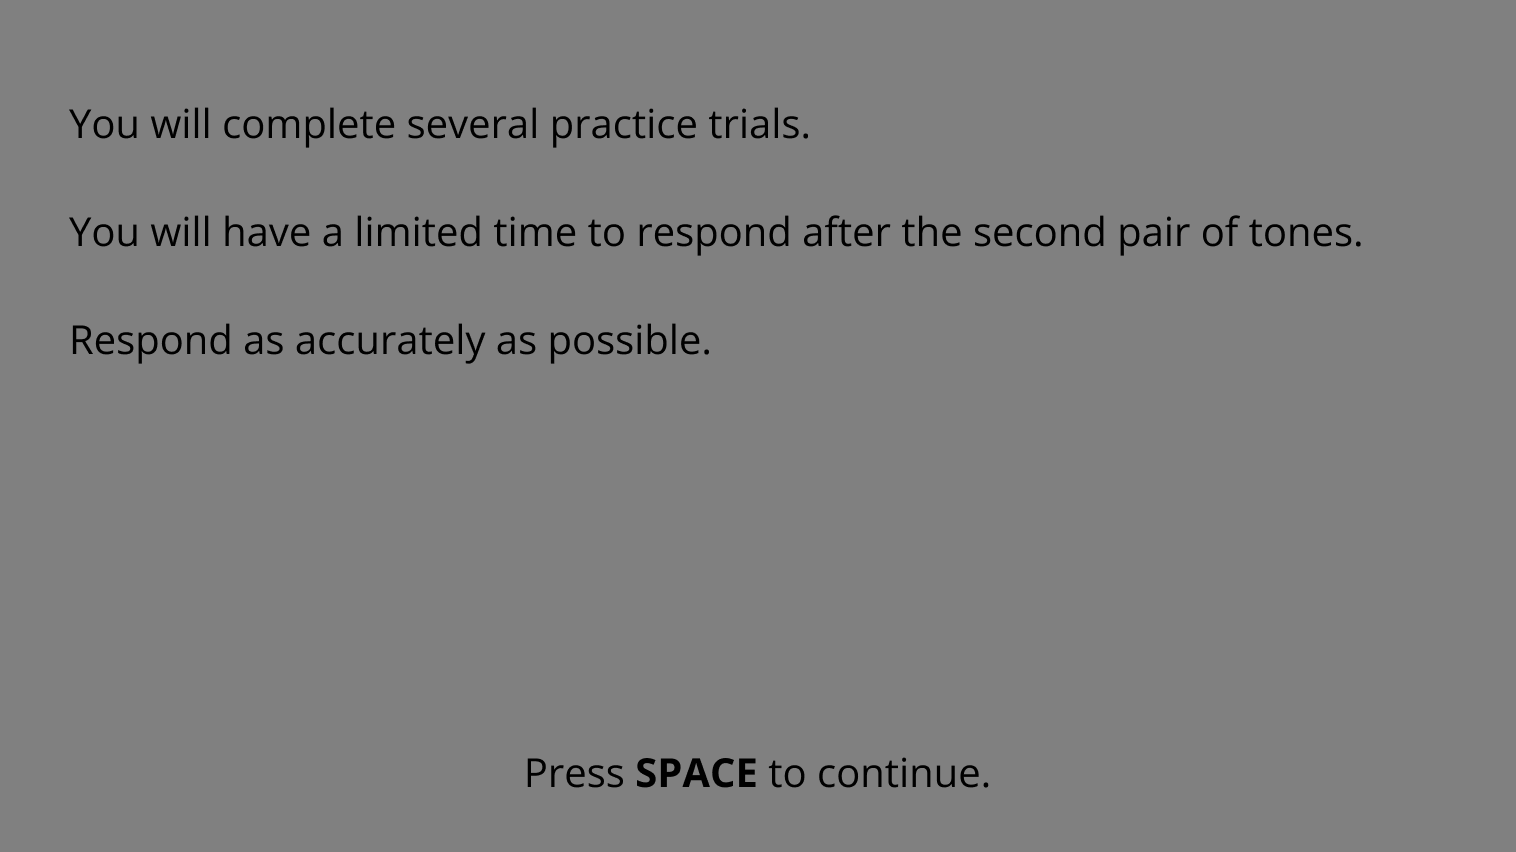 You will complete several practice trials.
You will have a limited time to respond after the second pair of tones.
Respond as accurately as possible.
Press SPACE to continue.